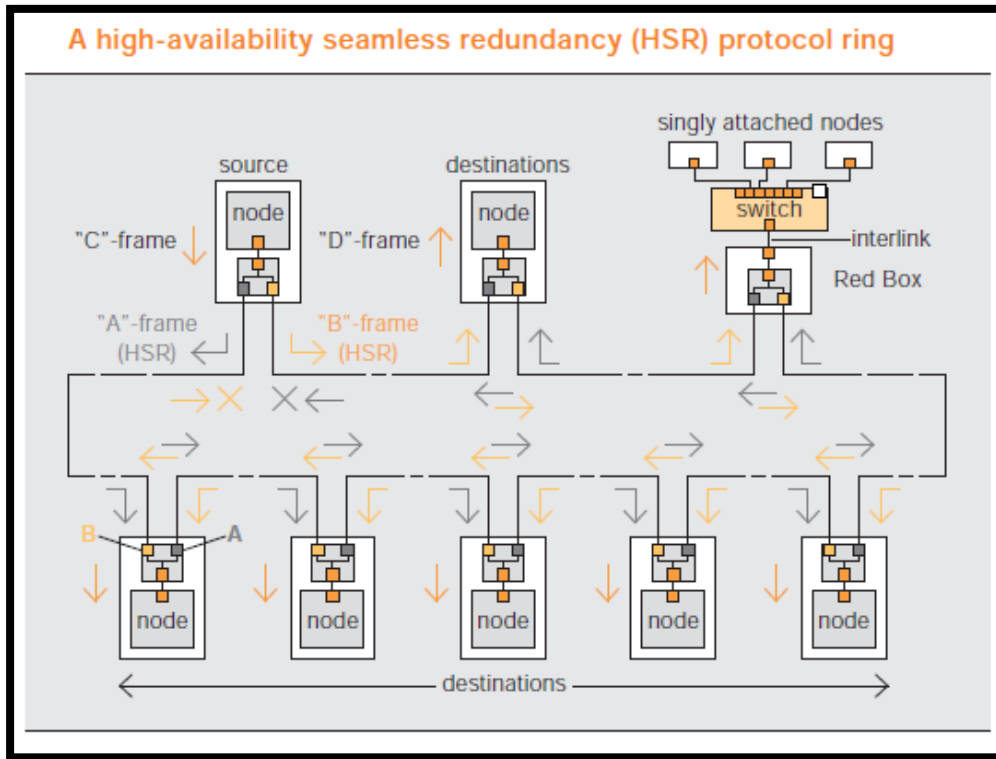 A high-availability seamless redundancy (HSR) protocol ring
singly attached nodes
source
destinations
node
node
switch
"C"-frame
"D"-frame
interlink
Red Box
"A"-frame
(HSR)
"B"-frame
(HSR)
B
A
node
node
node
node
node
destinations